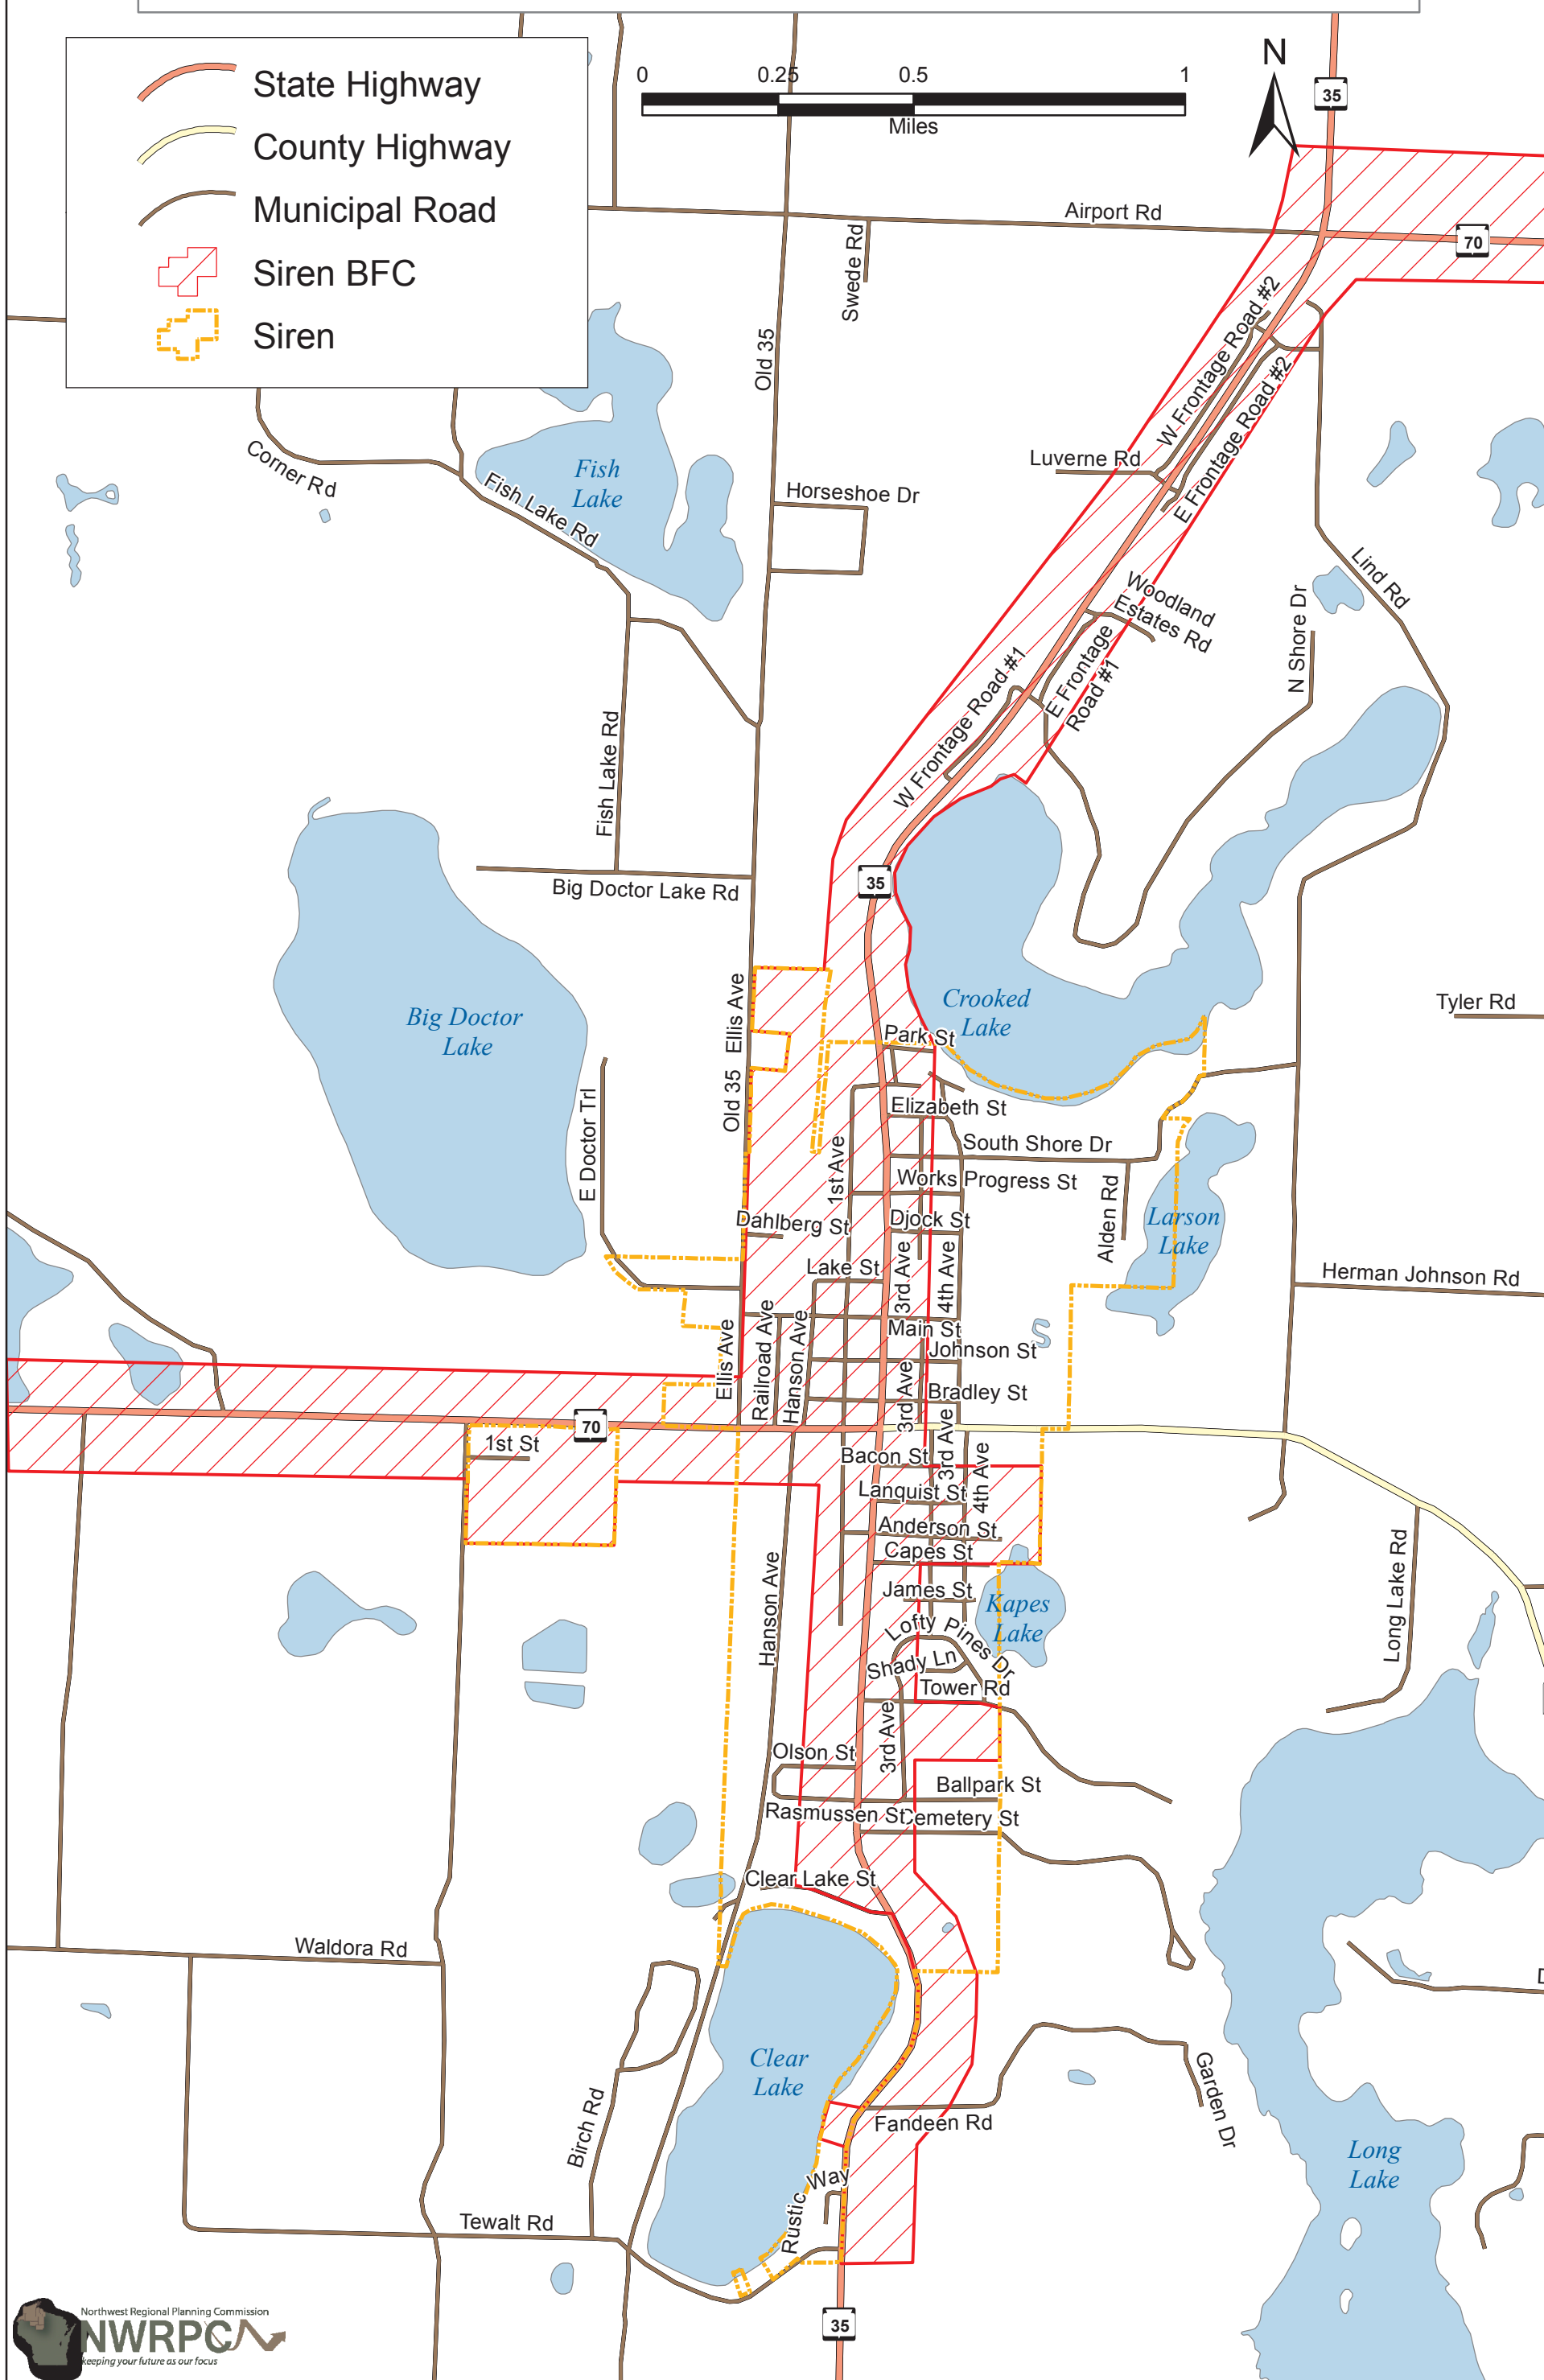 State Highway
County Highway
Municipal Road
Siren BFC
Siren
0 0.25 0.5 1
Miles
N
35
Airport Rd
70
Swede Rd
Old 35
W Frontage Road #2
E Frontage Road #2
Luverne Rd
Corner Rd
Fish
Lake
Fish Lake Rd
Horseshoe Dr
Lind Rd
Woodland
Estates Rd
N Shore Dr
E Frontage
Road #1
W Frontage Road #1
Fish Lake Rd
35
Big Doctor Lake Rd
Ellis Ave
Crooked
Lake
Tyler Rd
Big Doctor
Lake
Park St
Old 35
E Doctor Trl
Elizabeth St
South Shore Dr
1st Ave
Works Progress St
Alden Rd
Larson
Lake
Dahlberg St
Djock St
3rd Ave
4th Ave
Lake St
Herman Johnson Rd
Ellis Ave
Railroad Ave
Hanson Ave
Main St
Johnson St
3rd Ave
Bradley St
70
1st St
Bacon St
3rd Ave
4th Ave
Lanquist St
Anderson St
Capes St
Hanson Ave
James St
Kapes
Lake
Long Lake Rd
Lofty Pines Dr
Shady Ln
Tower Rd
3rd Ave
Olson St
Ballpark St
Rasmussen St
Cemetery St
Clear Lake St
Waldora Rd
D
Clear
Lake
Garden Dr
Fandeen Rd
Birch Rd
Long
Lake
Rustic Way
Tewalt Rd
35
Northwest Regional Planning Commission
NWRPC
keeping your future as our focus